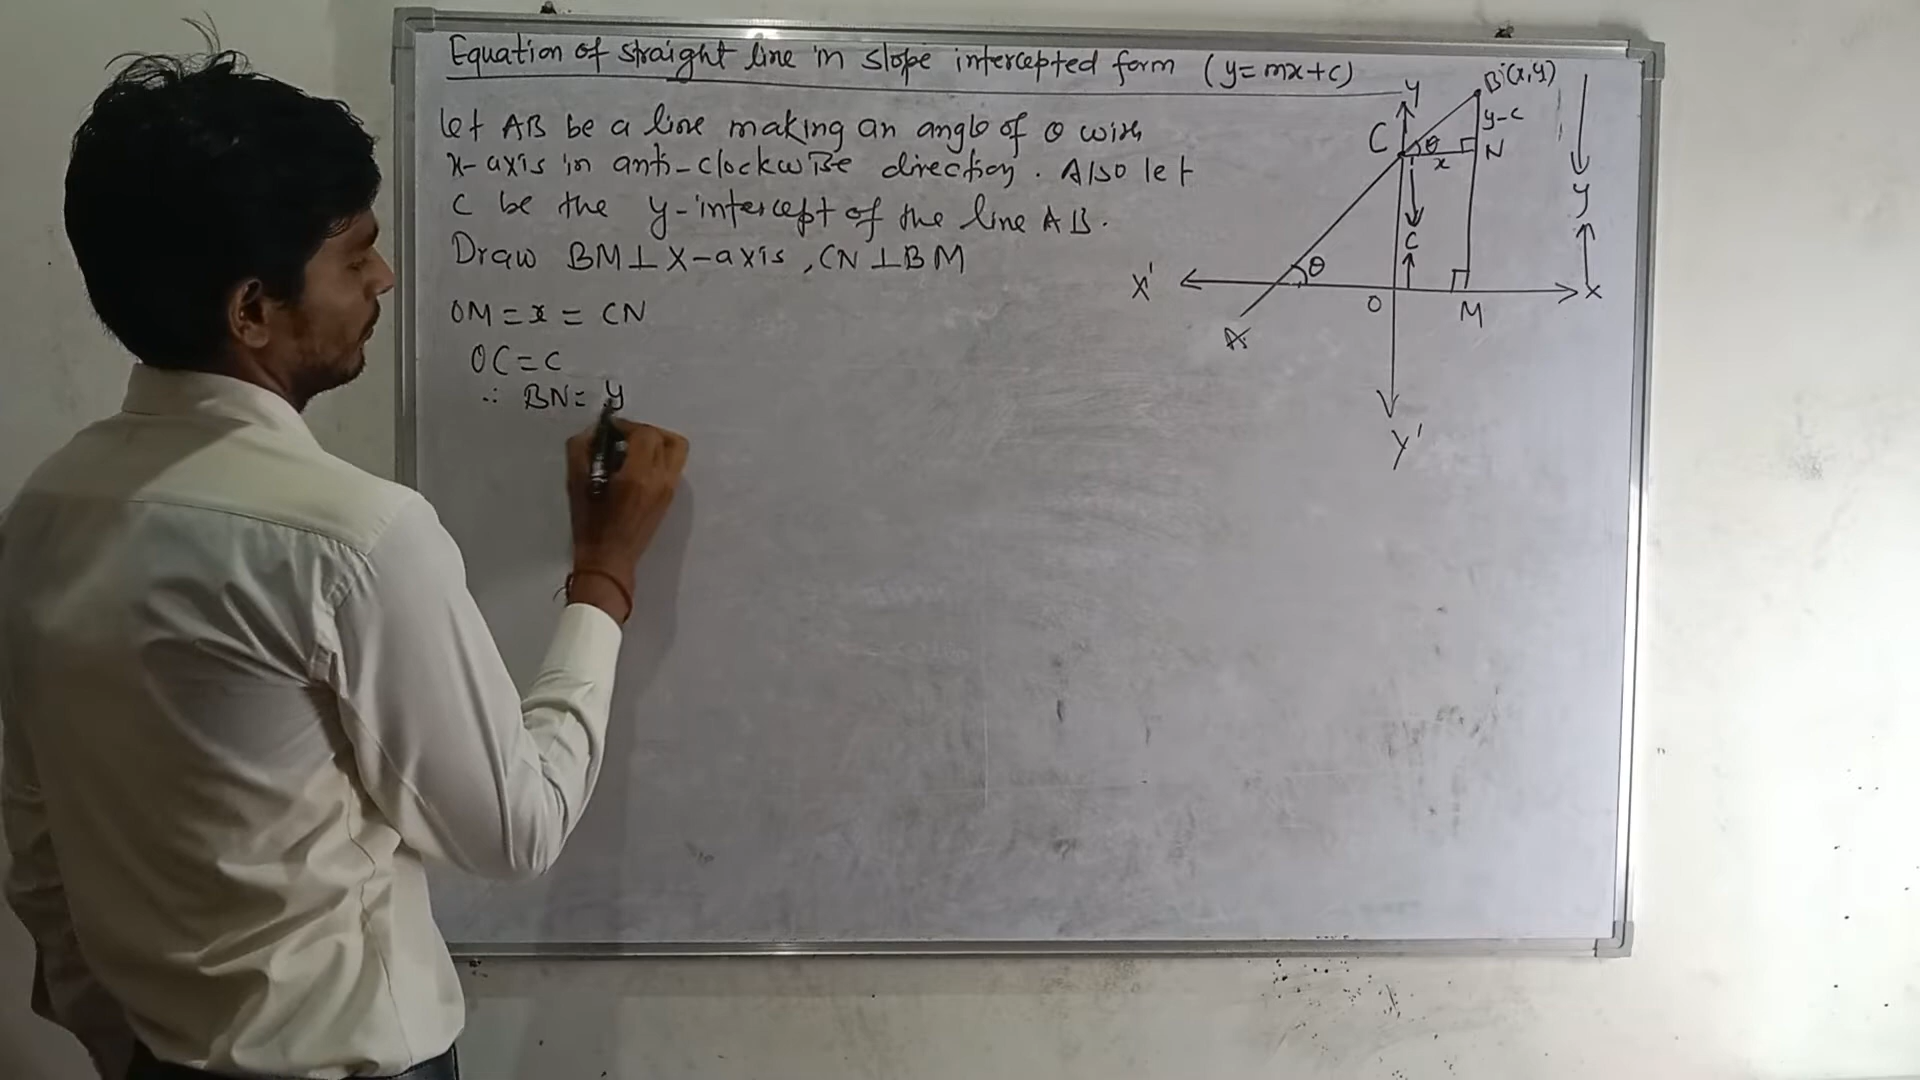 Equation of straight line in slope intercepted form (y=mx+c)
let AB be a line making an angle of θ with
x-axis in anti-clockwise direction. Also let
C be the y-intercept of the line AB.
Draw BM⊥X-axis, CN⊥BM
OM = x = CN
OC = C
∴ BN = y
Y
B(x,y)
y-c
C
θ
N
x
y
C
θ
X'
O
M
X
A
Y'